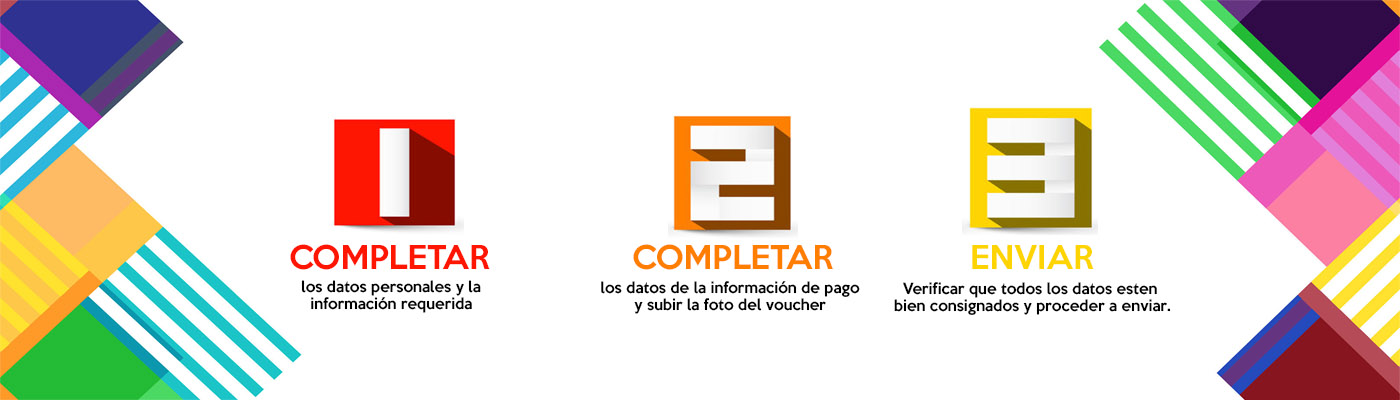 1
COMPLETAR
los datos personales y la
información requerida
2
COMPLETAR
los datos de la información de pago
y subir la foto del voucher
3
ENVIAR
Verificar que todos los datos esten
bien consignados y proceder a enviar.